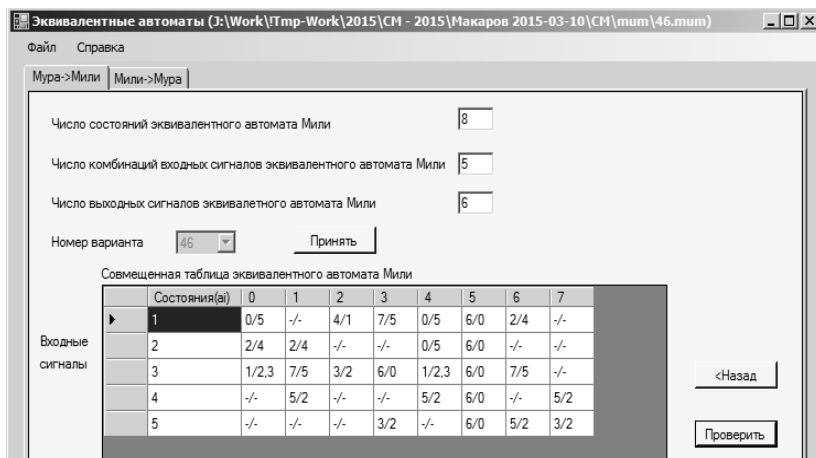 Эквивалентные автоматы (J:\Work\!Tmp-Work\2015\СМ - 2015\Макаров 2015-03-10\СМ\mum\46.mum)
Файл Справка
Мура->Мили Мили->Мура
Число состояний эквивалентного автомата Мили 8
Число комбинаций входных сигналов эквивалентного автомата Мили 5
Число выходных сигналов эквивалетного автомата Мили 6
Номер варианта 46 Принять
Совмещенная таблица эквивалентного автомата Мили
Состояния(ai) 0 1 2 3 4 5 6 7
1 0/5 -/- 4/1 7/5 0/5 6/0 2/4 -/-
Входные
сигналы
2 2/4 2/4 -/- -/- 0/5 6/0 -/- -/-
3 1/2,3 7/5 3/2 6/0 1/2,3 6/0 7/5 -/-
<Назад
4 -/- 5/2 -/- -/- 5/2 6/0 -/- 5/2
5 -/- -/- -/- 3/2 -/- 6/0 5/2 3/2
Проверить